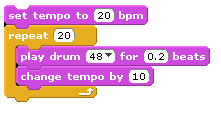 set tempo to 20 bpm
repeat 20
play drum 48 for 0.2 beats
change tempo by 10